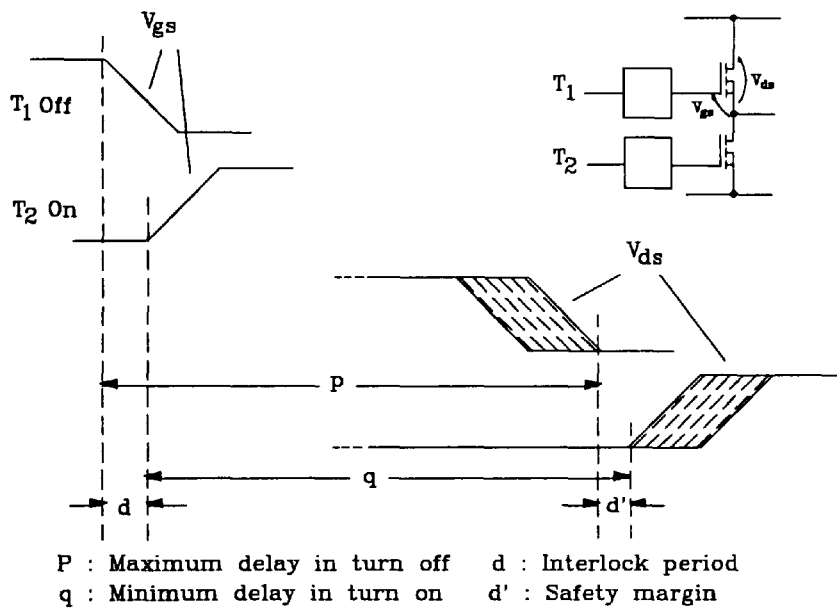 Vgs
T1 Off
T2 On
T1
T2
Vds
Vgs
Vds
P
q
d
d'
P : Maximum delay in turn off d : Interlock period
q : Minimum delay in turn on d' : Safety margin